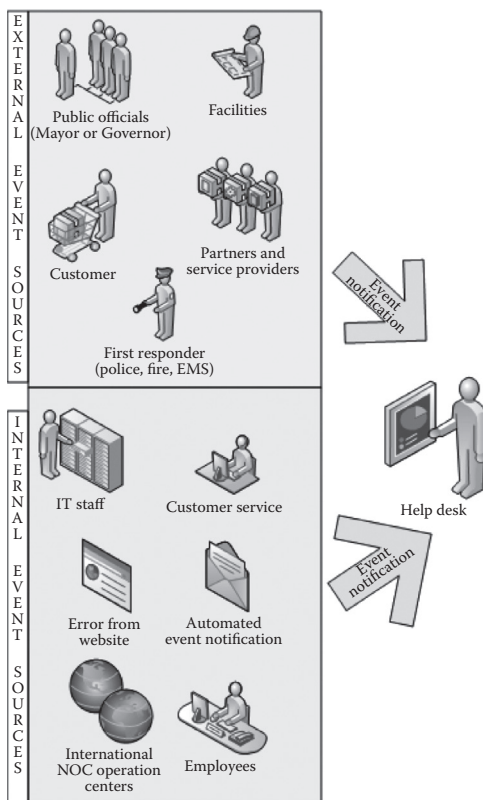 EXTERNAL EVENT SOURCES
Public officials
(Mayor or Governor)
Facilities
Customer
Partners and
service providers
First responder
(police, fire, EMS)
Event
notification
INTERNAL EVENT SOURCES
IT staff
Customer service
Help desk
Error from
website
Automated
event notification
Event
notification
International
NOC operation
centers
Employees